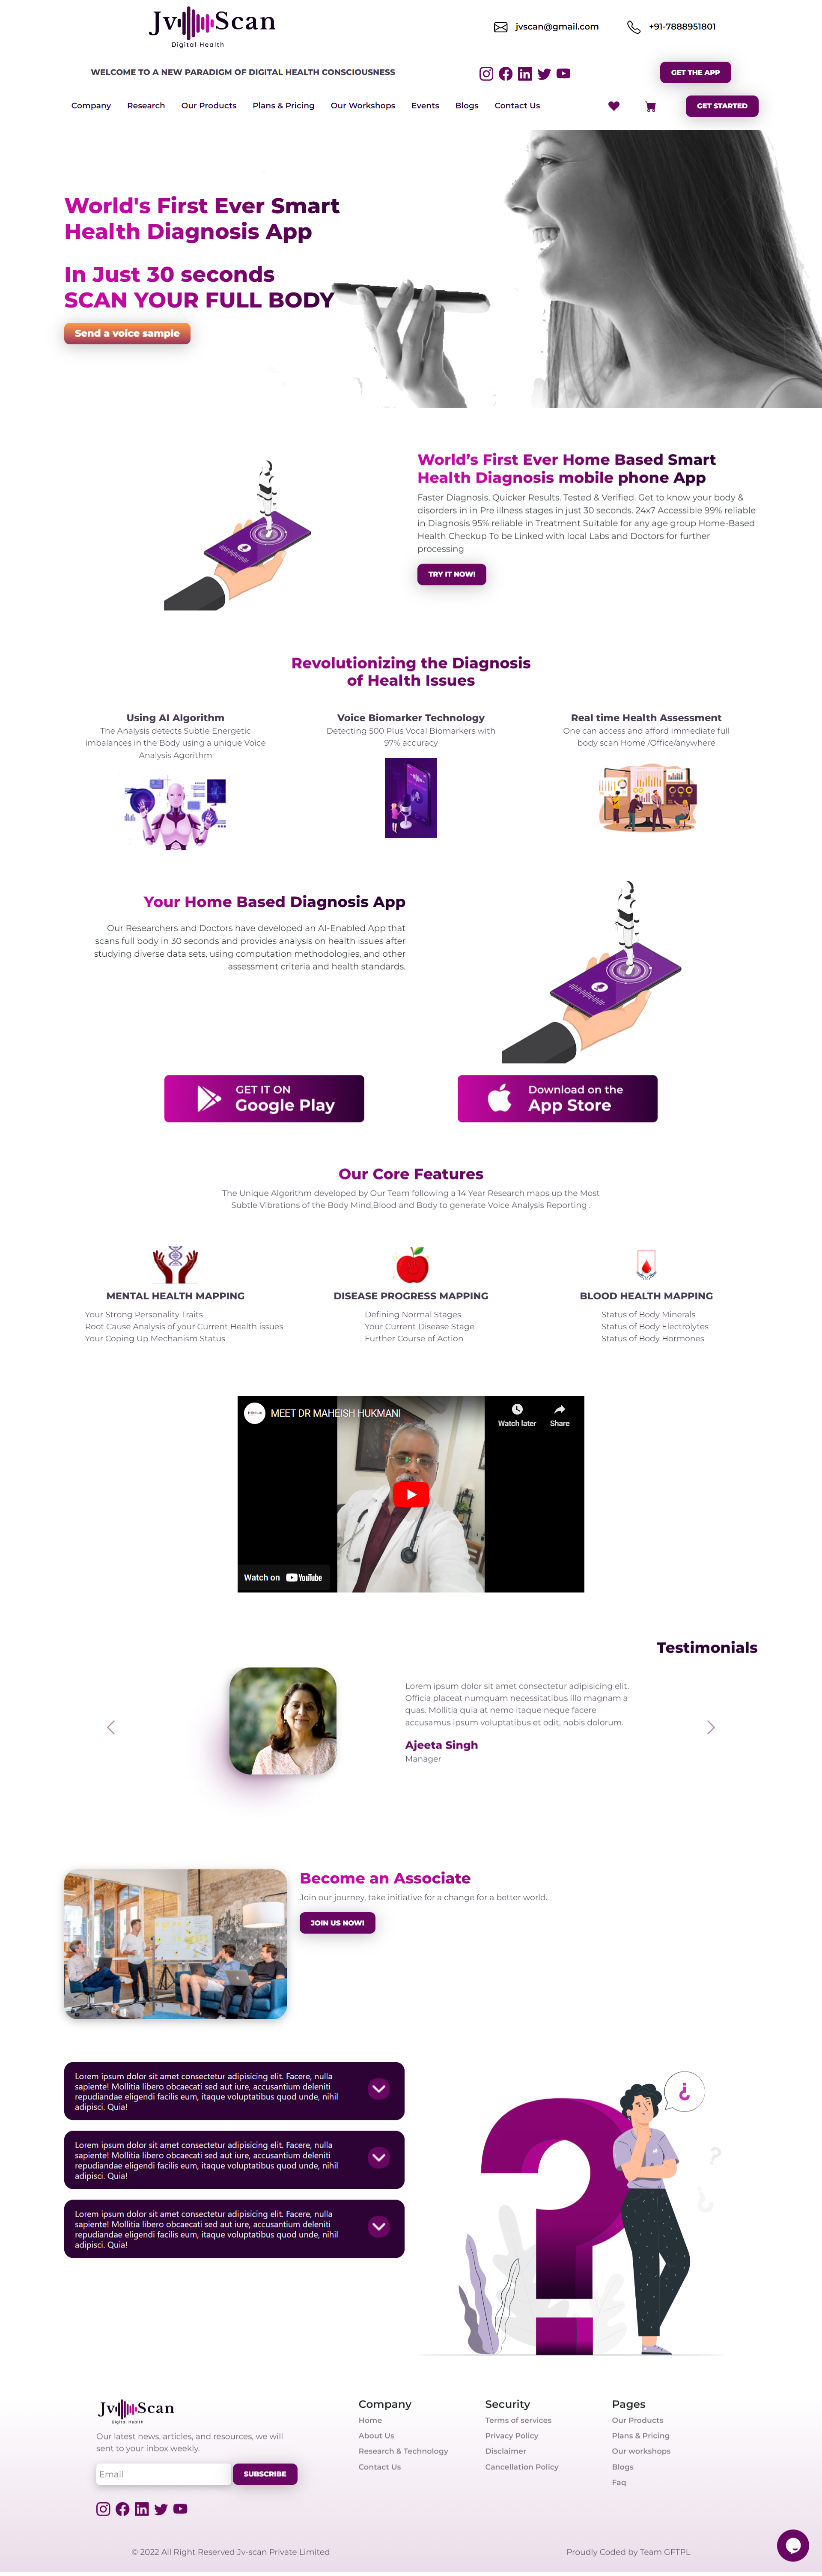 Jv Scan
Digital Health
jvscan@gmail.com
+91-7888951801
WELCOME TO A NEW PARADIGM OF DIGITAL HEALTH CONSCIOUSNESS
GET THE APP
Company Research Our Products Plans & Pricing Our Workshops Events Blogs Contact Us
GET STARTED
World's First Ever Smart
Health Diagnosis App
In Just 30 seconds
SCAN YOUR FULL BODY
Send a voice sample
World's First Ever Home Based Smart
Health Diagnosis mobile phone App
Faster Diagnosis, Quicker Results. Tested & Verified. Get to know your body &
disorders in in Pre illness stages in just 30 seconds. 24x7 Accessible 99% reliable
in Diagnosis 95% reliable in Treatment Suitable for any age group Home-Based
Health Checkup To be Linked with local Labs and Doctors for further
processing
TRY IT NOW!
Revolutionizing the Diagnosis
of Health Issues
Using AI Algorithm
The Analysis detects Subtle Energetic
imbalances in the Body using a unique Voice
Analysis Agorithm
Voice Biomarker Technology
Detecting 500 Plus Vocal Biomarkers with
97% accuracy
Real time Health Assessment
One can access and afford immediate full
body scan Home /Office/anywhere
Your Home Based Diagnosis App
Our Researchers and Doctors have developed an AI-Enabled App that
scans full body in 30 seconds and provides analysis on health issues after
studying diverse data sets, using computation methodologies, and other
assessment criteria and health standards.
GET IT ON
Google Play
Download on the
App Store
Our Core Features
The Unique Algorithm developed by Our Team following a 14 Year Research maps up the Most
Subtle Vibrations of the Body Mind,Blood and Body to generate Voice Analysis Reporting .
MENTAL HEALTH MAPPING
Your Strong Personality Traits
Root Cause Analysis of your Current Health issues
Your Coping Up Mechanism Status
DISEASE PROGRESS MAPPING
Defining Normal Stages
Your Current Disease Stage
Further Course of Action
BLOOD HEALTH MAPPING
Status of Body Minerals
Status of Body Electrolytes
Status of Body Hormones
MEET DR MAHEISH HUKMANI
Watch later
Share
Watch on YouTube
Testimonials
Lorem ipsum dolor sit amet consectetur adipisicing elit.
Officia placeat numquam necessitatibus illo magnam a
quas. Mollitia quia at nemo itaque neque facere
accusamus ipsum voluptatibus et odit, nobis dolorum.
Ajeeta Singh
Manager
Become an Associate
Join our journey, take initiative for a change for a better world.
JOIN US NOW!
Lorem ipsum dolor sit amet consectetur adipisicing elit. Facere, nulla
sapiente! Mollitia libero obcaecati sed aut iure, accusantium deleniti
repudiandae eligendi facilis eum, itaque voluptatibus quod unde, nihil
adipisci. Quia!
Lorem ipsum dolor sit amet consectetur adipisicing elit. Facere, nulla
sapiente! Mollitia libero obcaecati sed aut iure, accusantium deleniti
repudiandae eligendi facilis eum, itaque voluptatibus quod unde, nihil
adipisci. Quia!
Lorem ipsum dolor sit amet consectetur adipisicing elit. Facere, nulla
sapiente! Mollitia libero obcaecati sed aut iure, accusantium deleniti
repudiandae eligendi facilis eum, itaque voluptatibus quod unde, nihil
adipisci. Quia!
Jv Scan
Digital Health
Our latest news, articles, and resources, we will
sent to your inbox weekly.
Email
SUBSCRIBE
Company
Home
About Us
Research & Technology
Contact Us
Security
Terms of services
Privacy Policy
Disclaimer
Cancellation Policy
Pages
Our Products
Plans & Pricing
Our workshops
Blogs
Faq
© 2022 All Right Reserved Jv-scan Private Limited
Proudly Coded by Team GFTPL